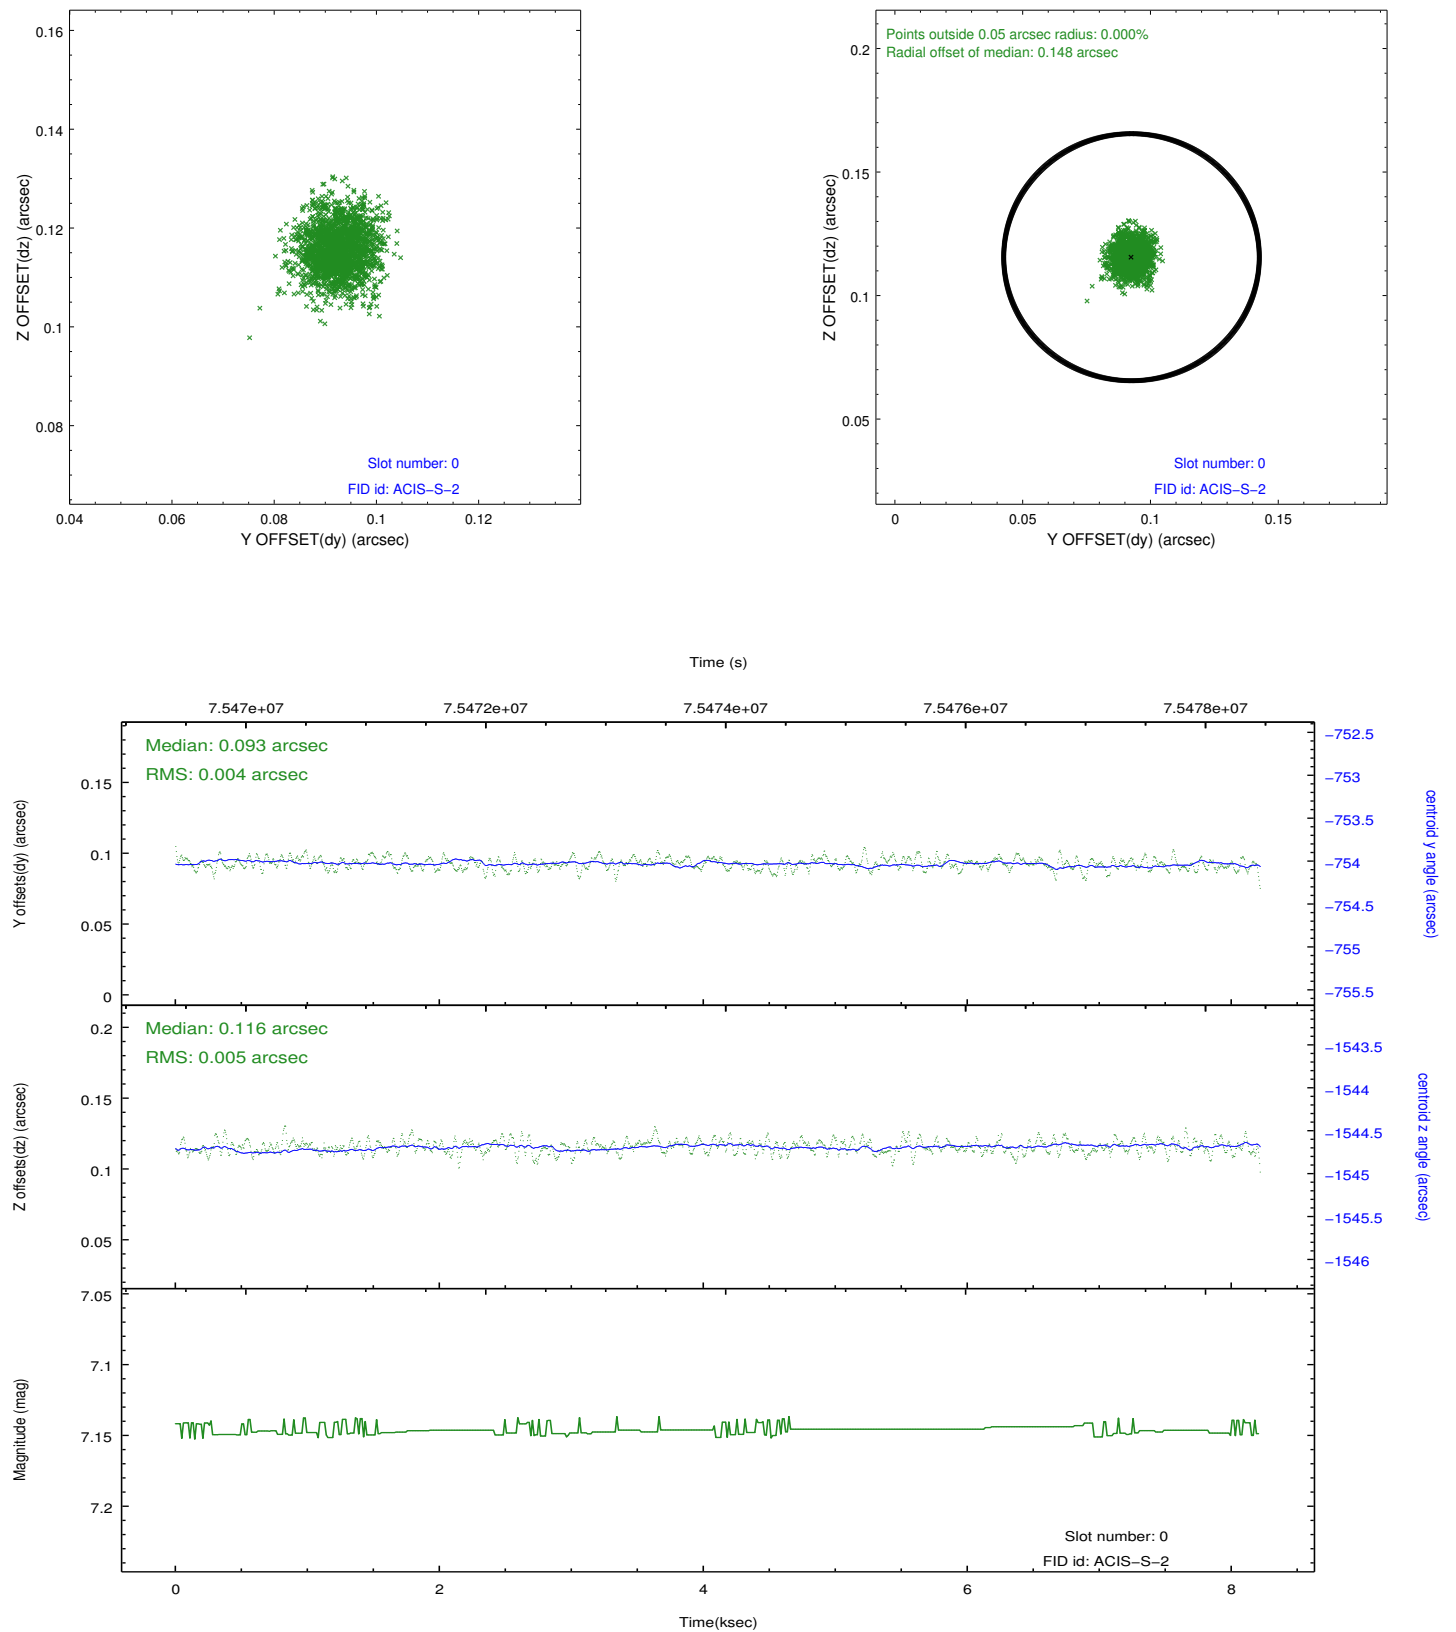 0.16
0.14
0.12
0.1
0.08
Z OFFSET(dz) (arcsec)
Slot number: 0
FID id: ACIS−S−2
0.04
0.06
0.08
0.1
0.12
Y OFFSET(dy) (arcsec)
Points outside 0.05 arcsec radius: 0.000%
Radial offset of median: 0.148 arcsec
0.2
0.15
0.1
0.05
Z OFFSET(dz) (arcsec)
Slot number: 0
FID id: ACIS−S−2
0
0.05
0.1
0.15
Y OFFSET(dy) (arcsec)
Time (s)
7.547e+07
7.5472e+07
7.5474e+07
7.5476e+07
7.5478e+07
Median: 0.093 arcsec
RMS: 0.004 arcsec
0.15
0.1
0.05
0
Y offsets(dy) (arcsec)
−752.5
−753
−753.5
−754
−754.5
−755
−755.5
centroid y angle (arcsec)
Median: 0.116 arcsec
RMS: 0.005 arcsec
0.2
0.15
0.1
0.05
Z offsets(dz) (arcsec)
−1543.5
−1544
−1544.5
−1545
−1545.5
−1546
centroid z angle (arcsec)
7.05
7.1
7.15
7.2
Magnitude (mag)
Slot number: 0
FID id: ACIS−S−2
0
2
4
6
8
Time(ksec)